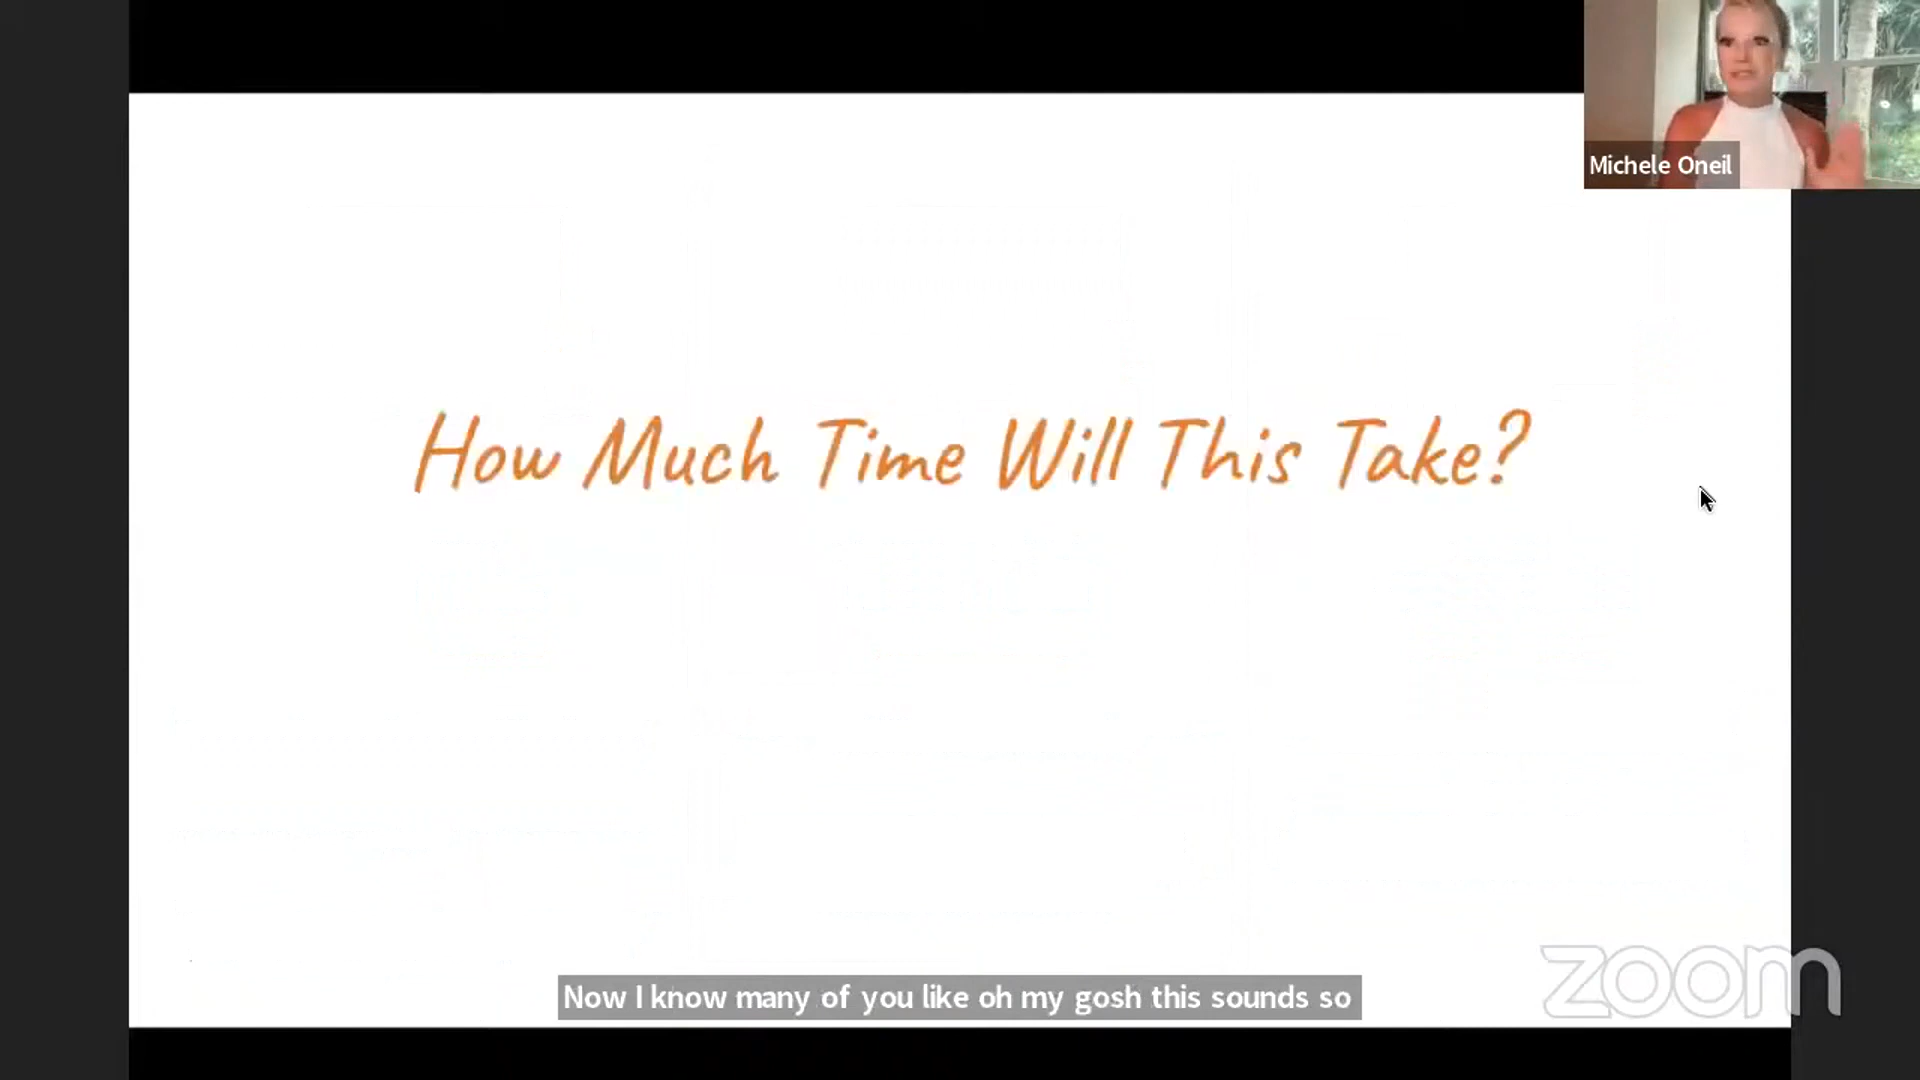 Michele Oneil
How Much Time Will This Take?
Now I know many of you like oh my gosh this sounds so
zoom